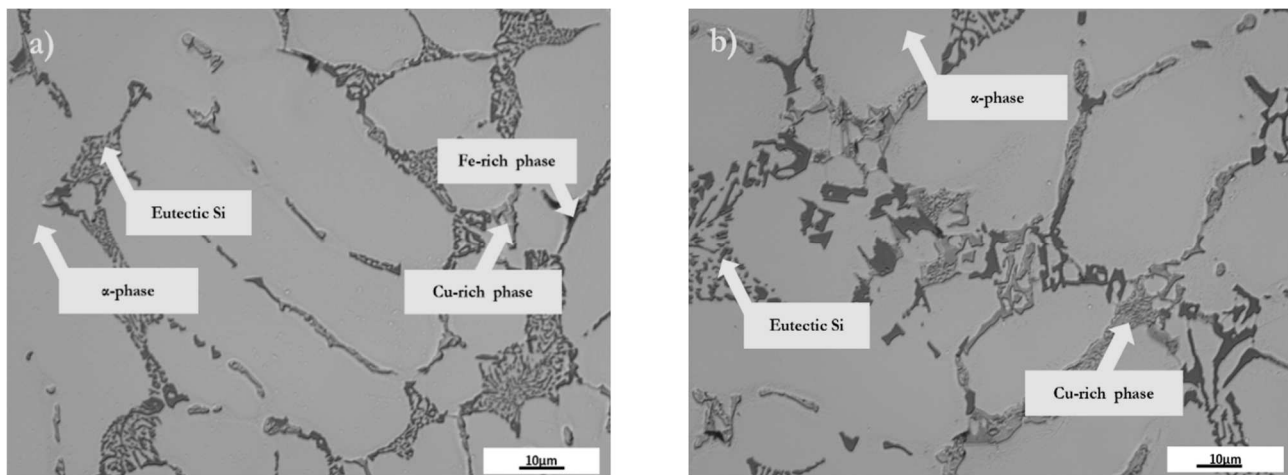 a)
Fe-rich phase
Eutectic Si
α-phase
Cu-rich phase
10μm
b)
α-phase
Eutectic Si
Cu-rich phase
10μm